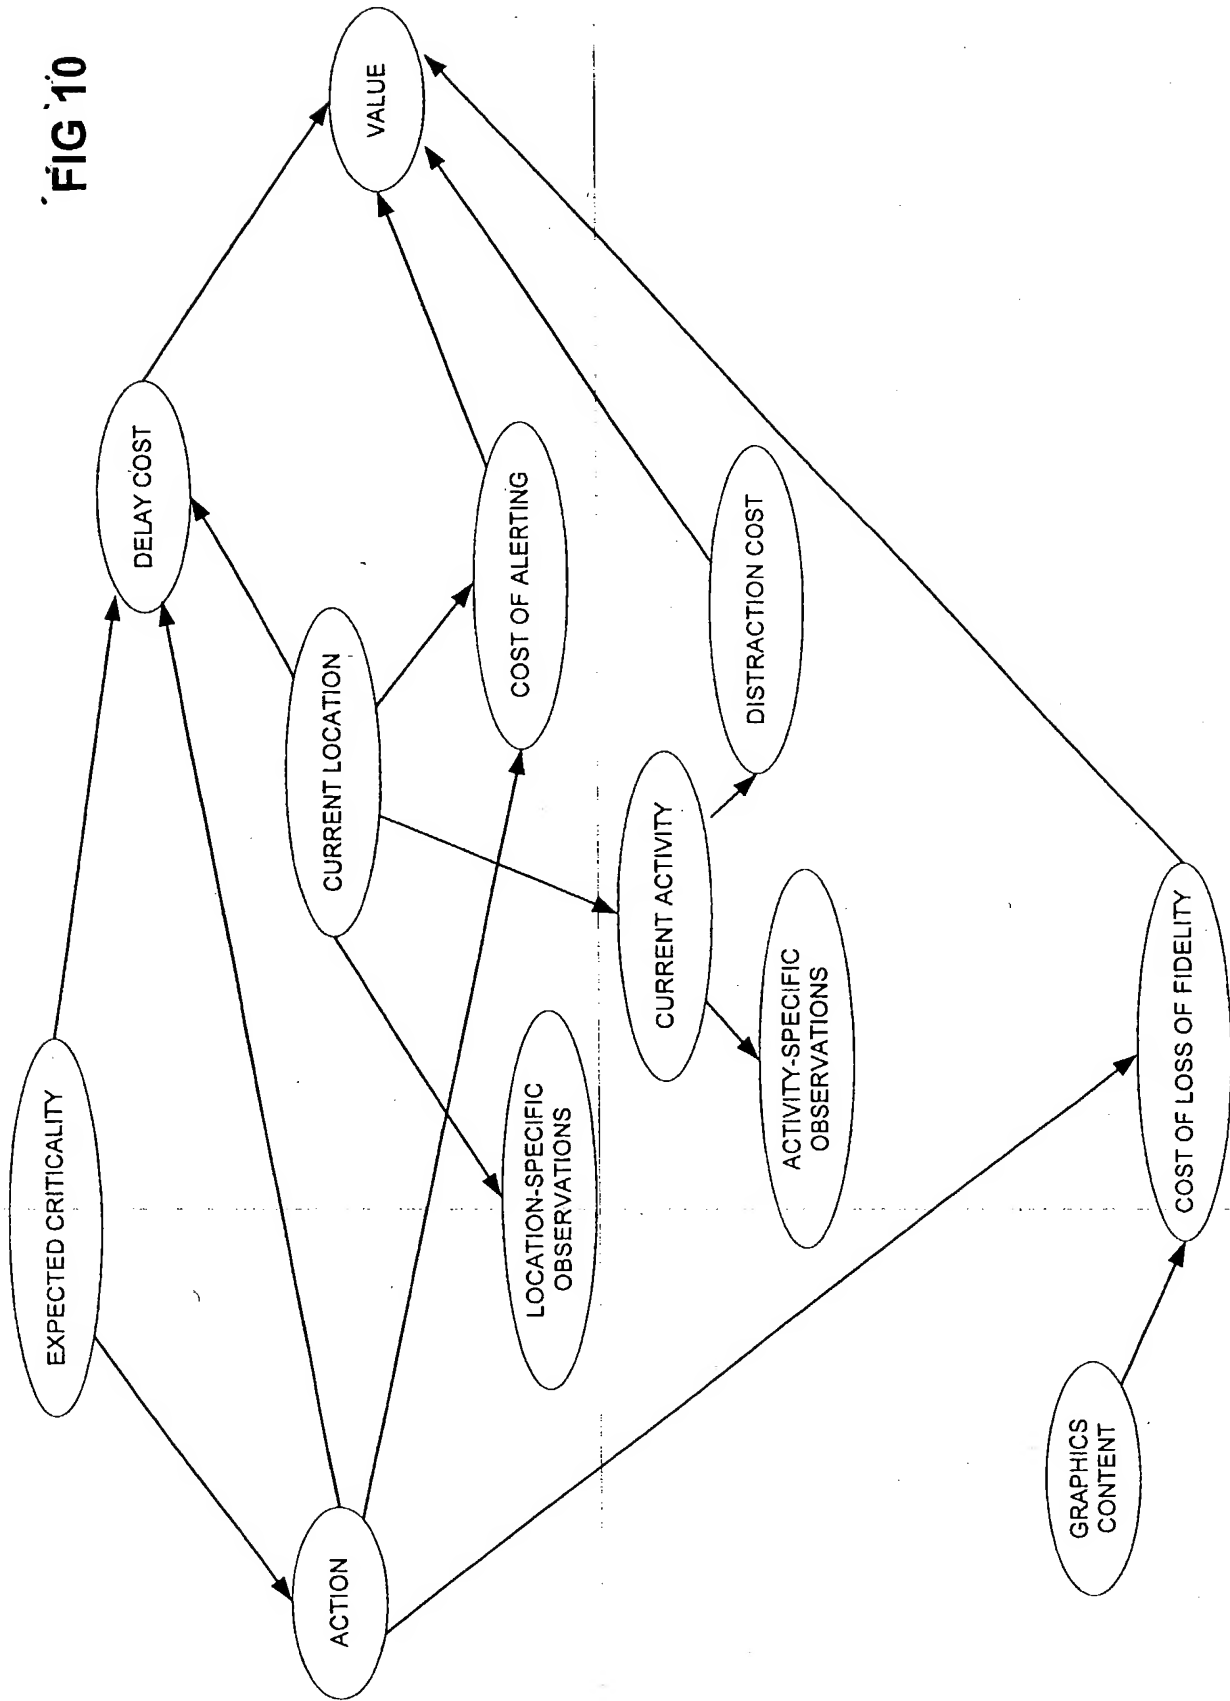 FIG 10
EXPECTED CRITICALITY
DELAY COST
VALUE
ACTION
CURRENT LOCATION
LOCATION-SPECIFIC
OBSERVATIONS
COST OF ALERTING
CURRENT ACTIVITY
ACTIVITY-SPECIFIC
OBSERVATIONS
DISTRACTION COST
GRAPHICS
CONTENT
COST OF LOSS OF FIDELITY